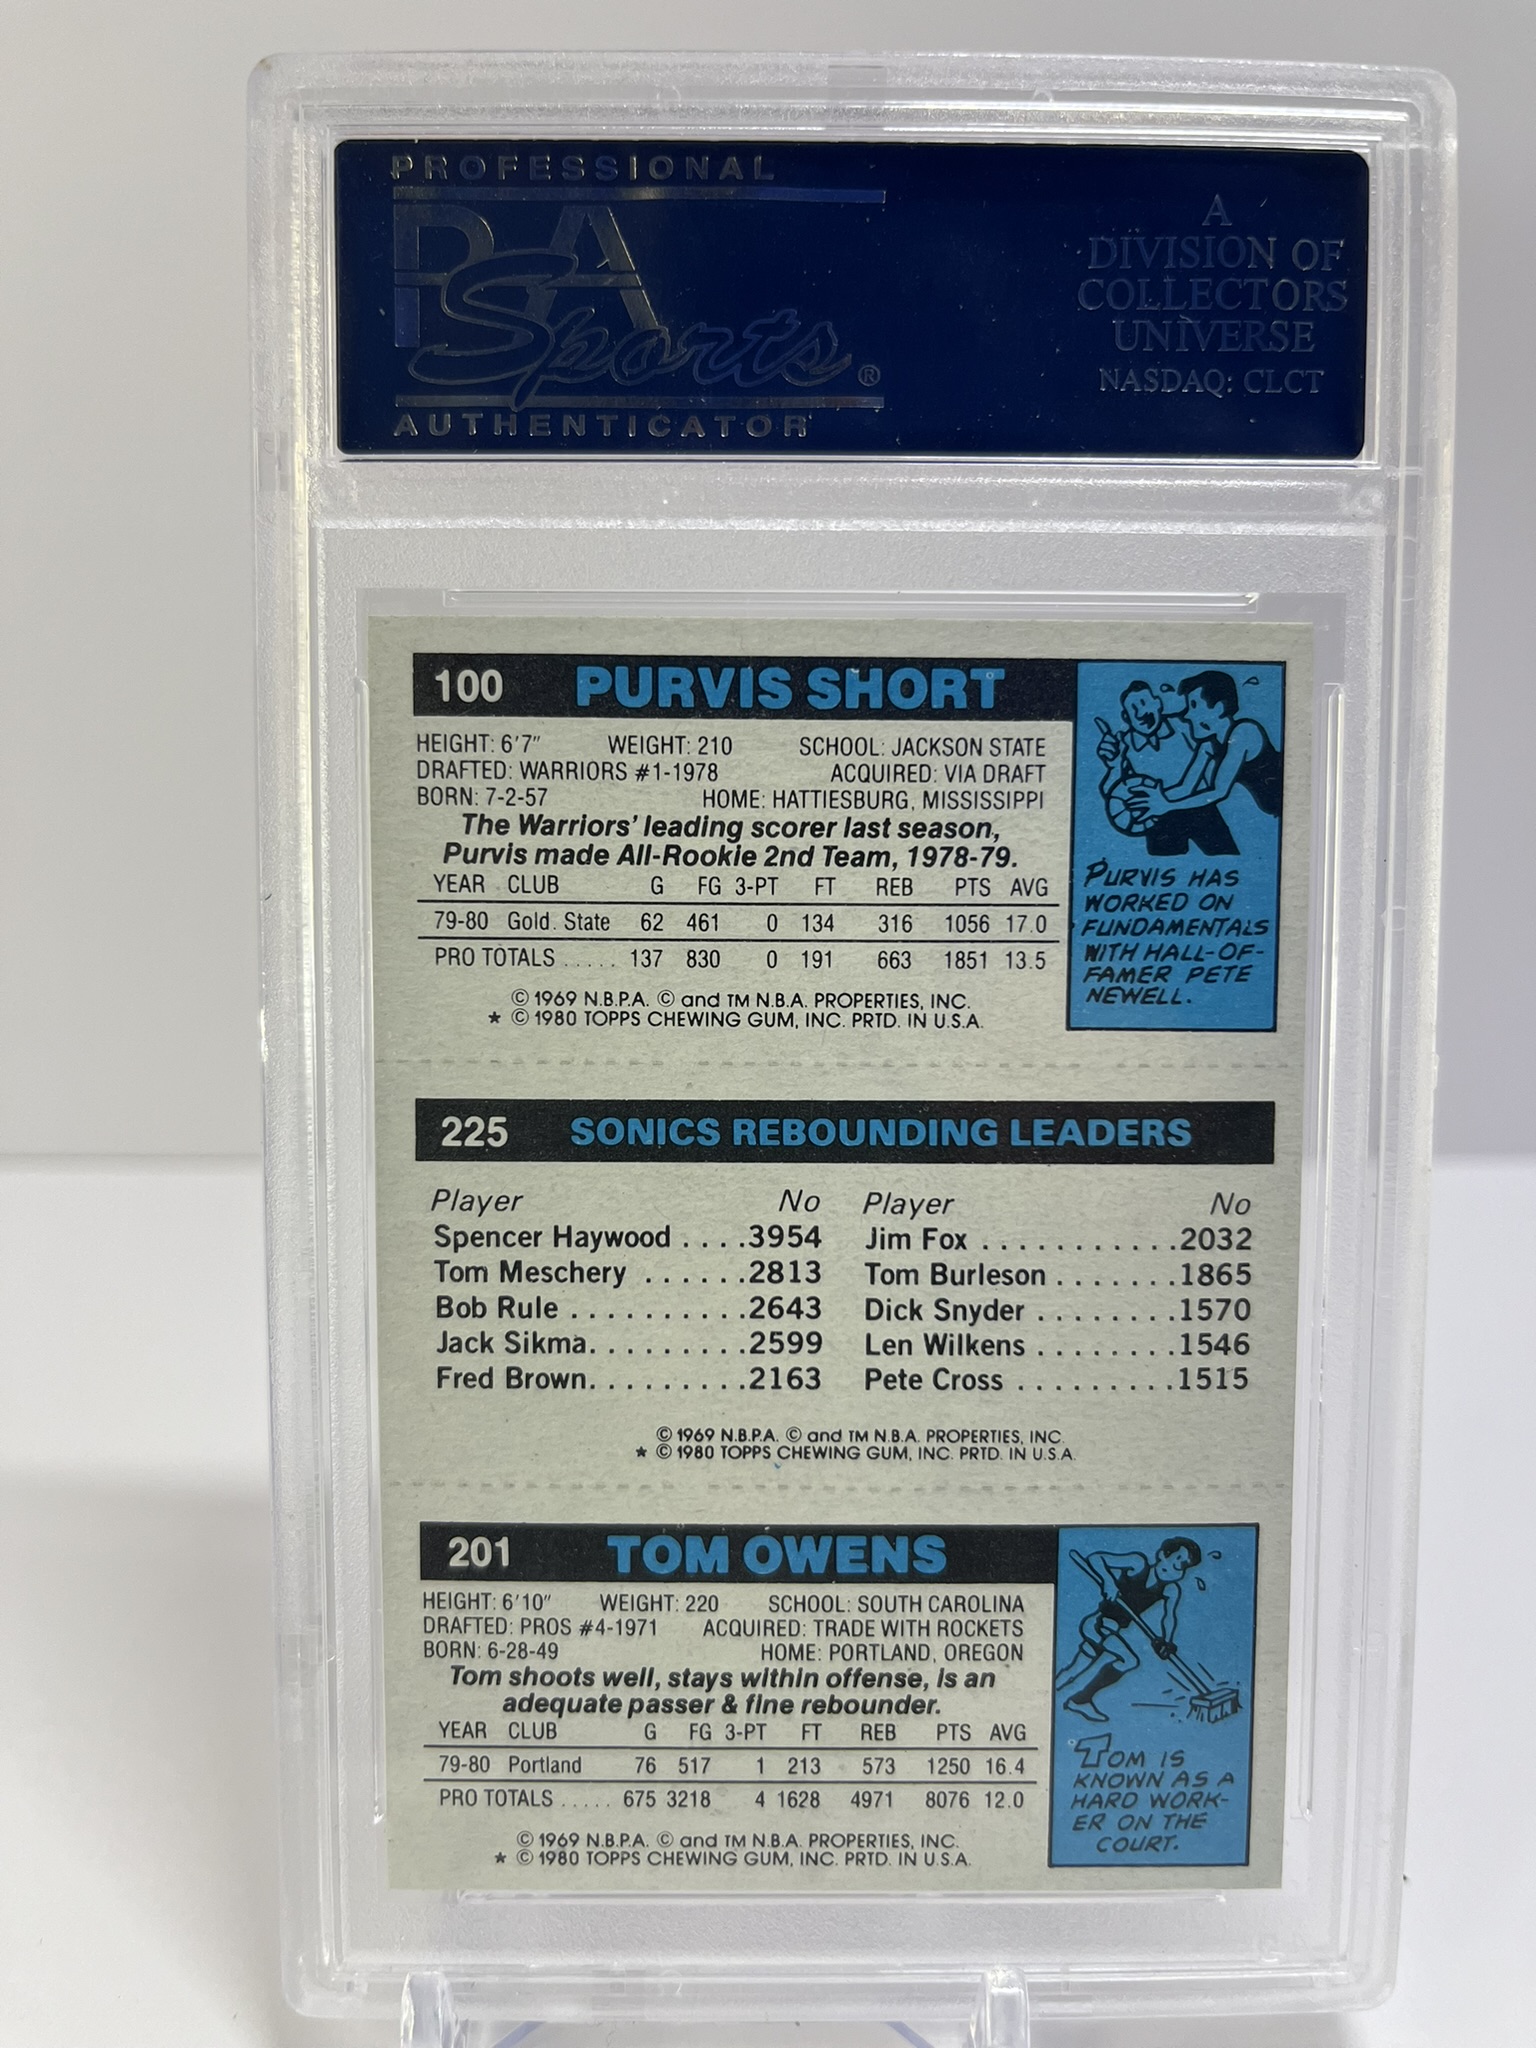 PROFESSIONAL
PSA
Sports®
AUTHENTICATOR
A
DIVISION OF
COLLECTORS
UNIVERSE
NASDAQ: CLCT
100 PURVIS SHORT
HEIGHT: 6'7" WEIGHT: 210 SCHOOL: JACKSON STATE
DRAFTED: WARRIORS #1-1978 ACQUIRED: VIA DRAFT
BORN: 7-2-57 HOME: HATTIESBURG, MISSISSIPPI
The Warriors' leading scorer last season,
Purvis made All-Rookie 2nd Team, 1978-79.
YEAR CLUB G FG 3-PT FT REB PTS AVG
79-80 Gold. State 62 461 0 134 316 1056 17.0
PRO TOTALS ..... 137 830 0 191 663 1851 13.5
© 1969 N.B.P.A. © and TM N.B.A. PROPERTIES, INC.
* © 1980 TOPPS CHEWING GUM, INC. PRTD. IN U.S.A.
PURVIS HAS
WORKED ON
FUNDAMENTALS
WITH HALL-OF-
FAMER PETE
NEWELL.
225 SONICS REBOUNDING LEADERS
Player No Player No
Spencer Haywood ....3954 Jim Fox ...........2032
Tom Meschery ......2813 Tom Burleson .......1865
Bob Rule ..........2643 Dick Snyder ........1570
Jack Sikma.........2599 Len Wilkens ........1546
Fred Brown.........2163 Pete Cross .........1515
© 1969 N.B.P.A. © and TM N.B.A. PROPERTIES, INC.
* © 1980 TOPPS CHEWING GUM, INC. PRTD. IN U.S.A.
201 TOM OWENS
HEIGHT: 6'10" WEIGHT: 220 SCHOOL: SOUTH CAROLINA
DRAFTED: PROS #4-1971 ACQUIRED: TRADE WITH ROCKETS
BORN: 6-28-49 HOME: PORTLAND, OREGON
Tom shoots well, stays within offense, is an
adequate passer & fine rebounder.
YEAR CLUB G FG 3-PT FT REB PTS AVG
79-80 Portland 76 517 1 213 573 1250 16.4
PRO TOTALS ..... 675 3218 4 1628 4971 8076 12.0
© 1969 N.B.P.A. © and TM N.B.A. PROPERTIES, INC.
* © 1980 TOPPS CHEWING GUM, INC. PRTD. IN U.S.A.
TOM IS
KNOWN AS A
HARD WORK-
ER ON THE
COURT.